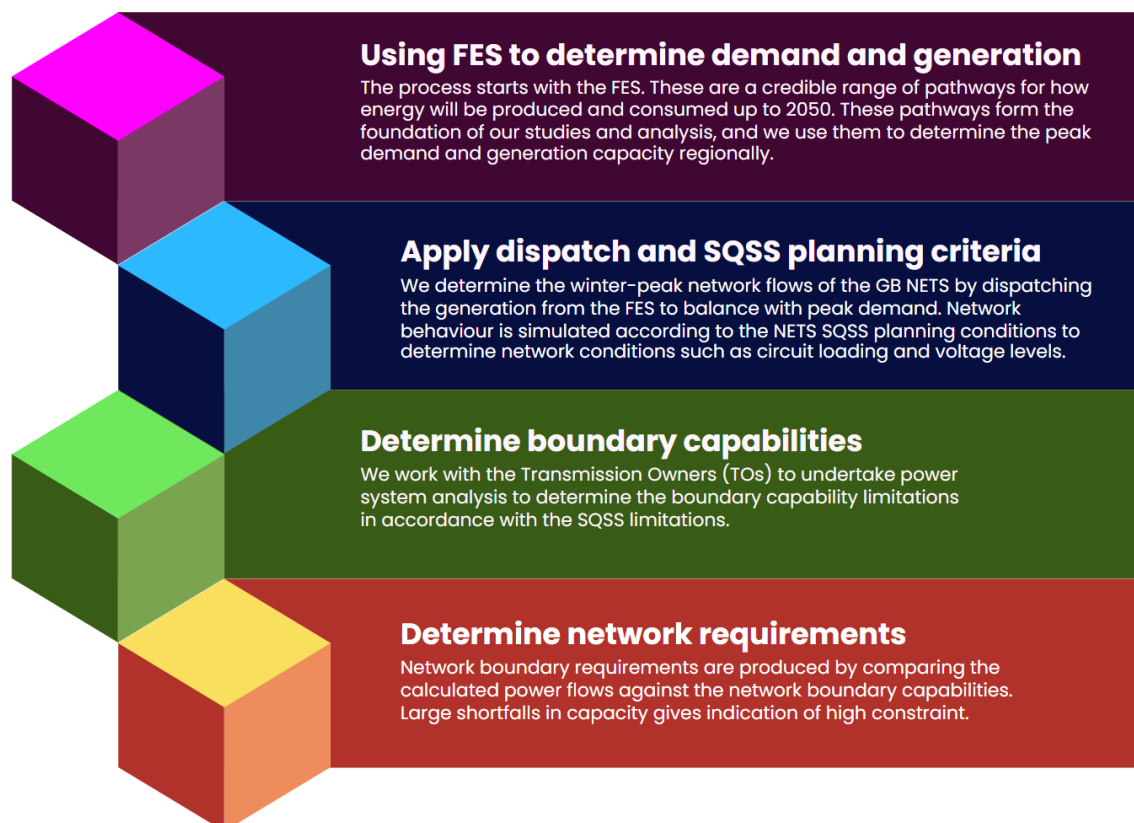 Using FES to determine demand and generation
The process starts with the FES. These are a credible range of pathways for how
energy will be produced and consumed up to 2050. These pathways form the
foundation of our studies and analysis, and we use them to determine the peak
demand and generation capacity regionally.
Apply dispatch and SQSS planning criteria
We determine the winter-peak network flows of the GB NETS by dispatching
the generation from the FES to balance with peak demand. Network
behaviour is simulated according to the NETS SQSS planning conditions to
determine network conditions such as circuit loading and voltage levels.
Determine boundary capabilities
We work with the Transmission Owners (TOs) to undertake power
system analysis to determine the boundary capability limitations
in accordance with the SQSS limitations.
Determine network requirements
Network boundary requirements are produced by comparing the
calculated power flows against the network boundary capabilities.
Large shortfalls in capacity gives indication of high constraint.